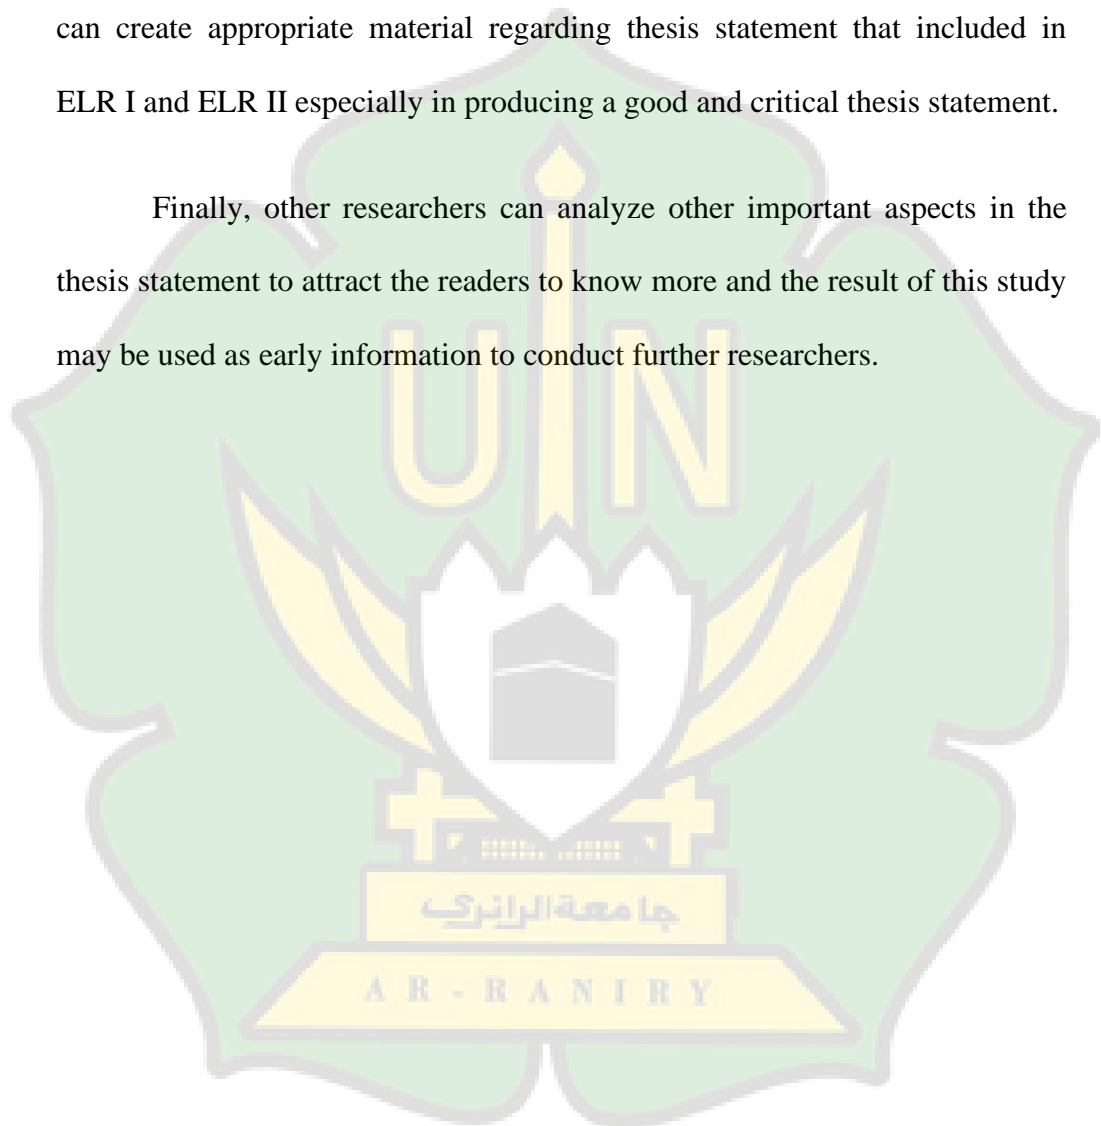 can create appropriate material regarding thesis statement that included in
ELR I and ELR II especially in producing a good and critical thesis statement.
Finally, other researchers can analyze other important aspects in the
thesis statement to attract the readers to know more and the result of this study
may be used as early information to conduct further researchers.
UIN
جامعة الرانري
AR-RANIRY